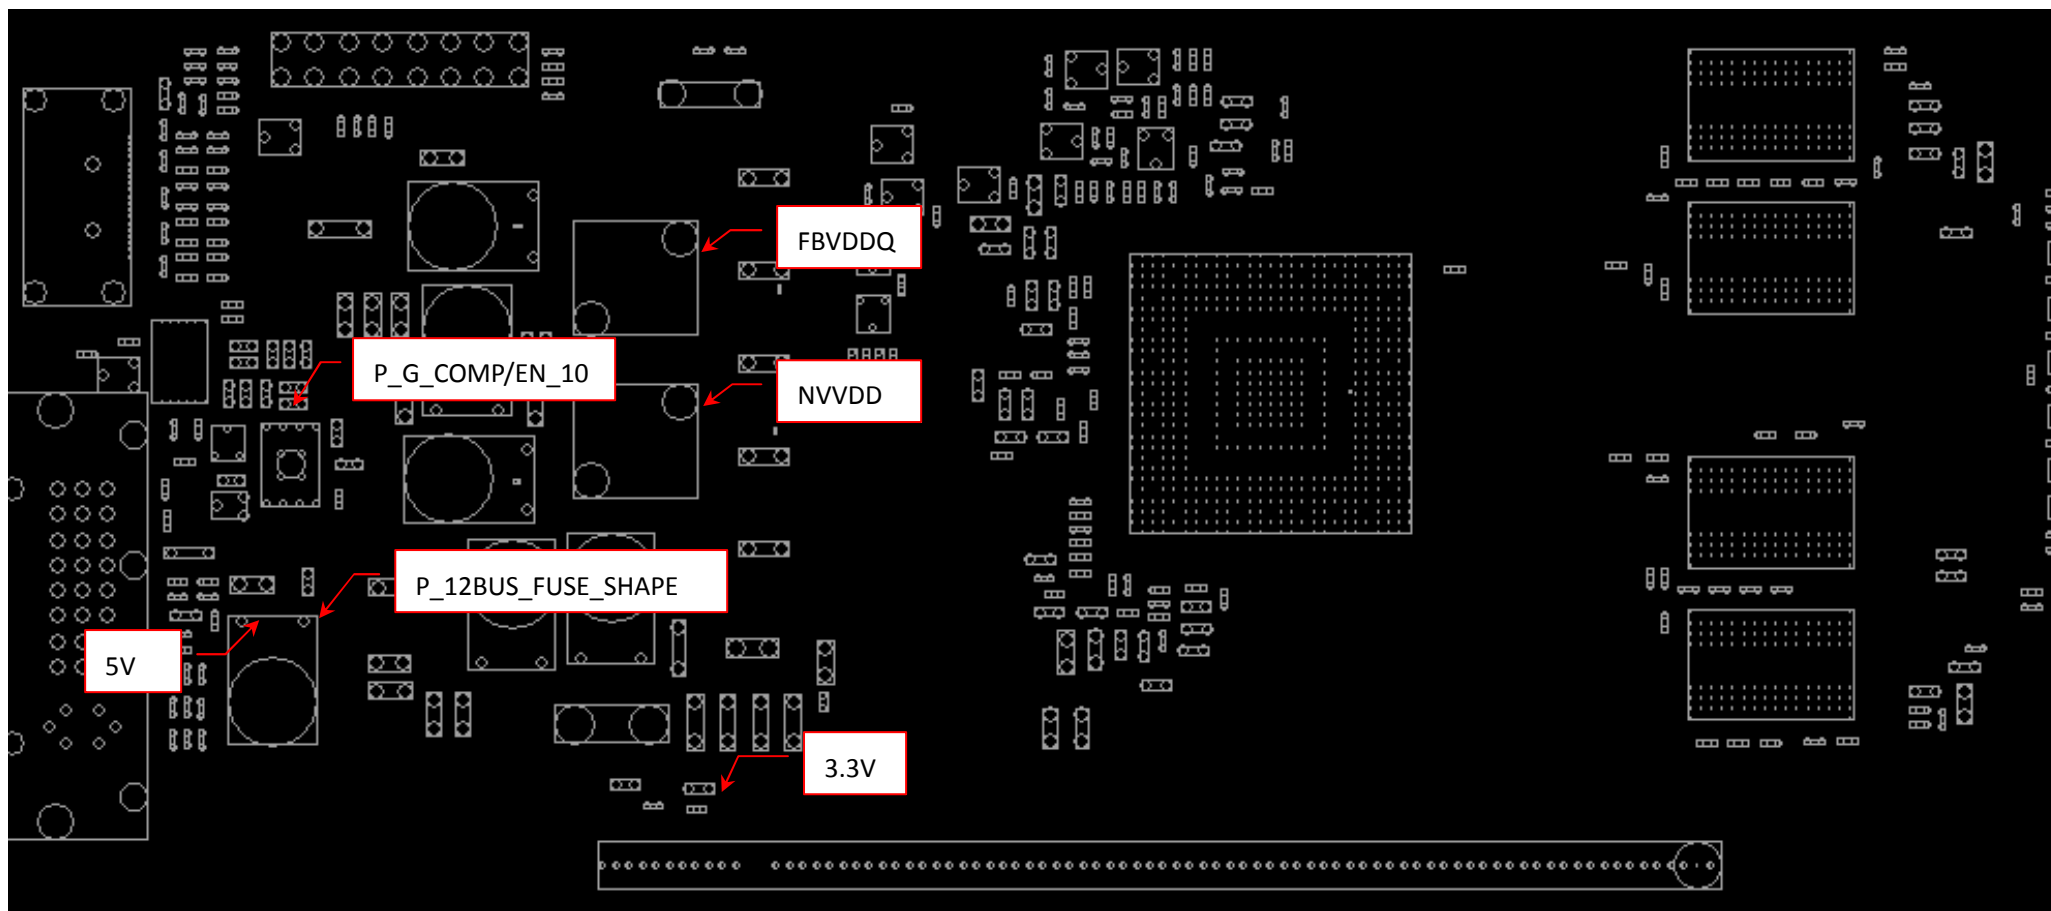 FBVDDQ
P_G_COMP/EN_10
NVVDD
P_12BUS_FUSE_SHAPE
5V
3.3V